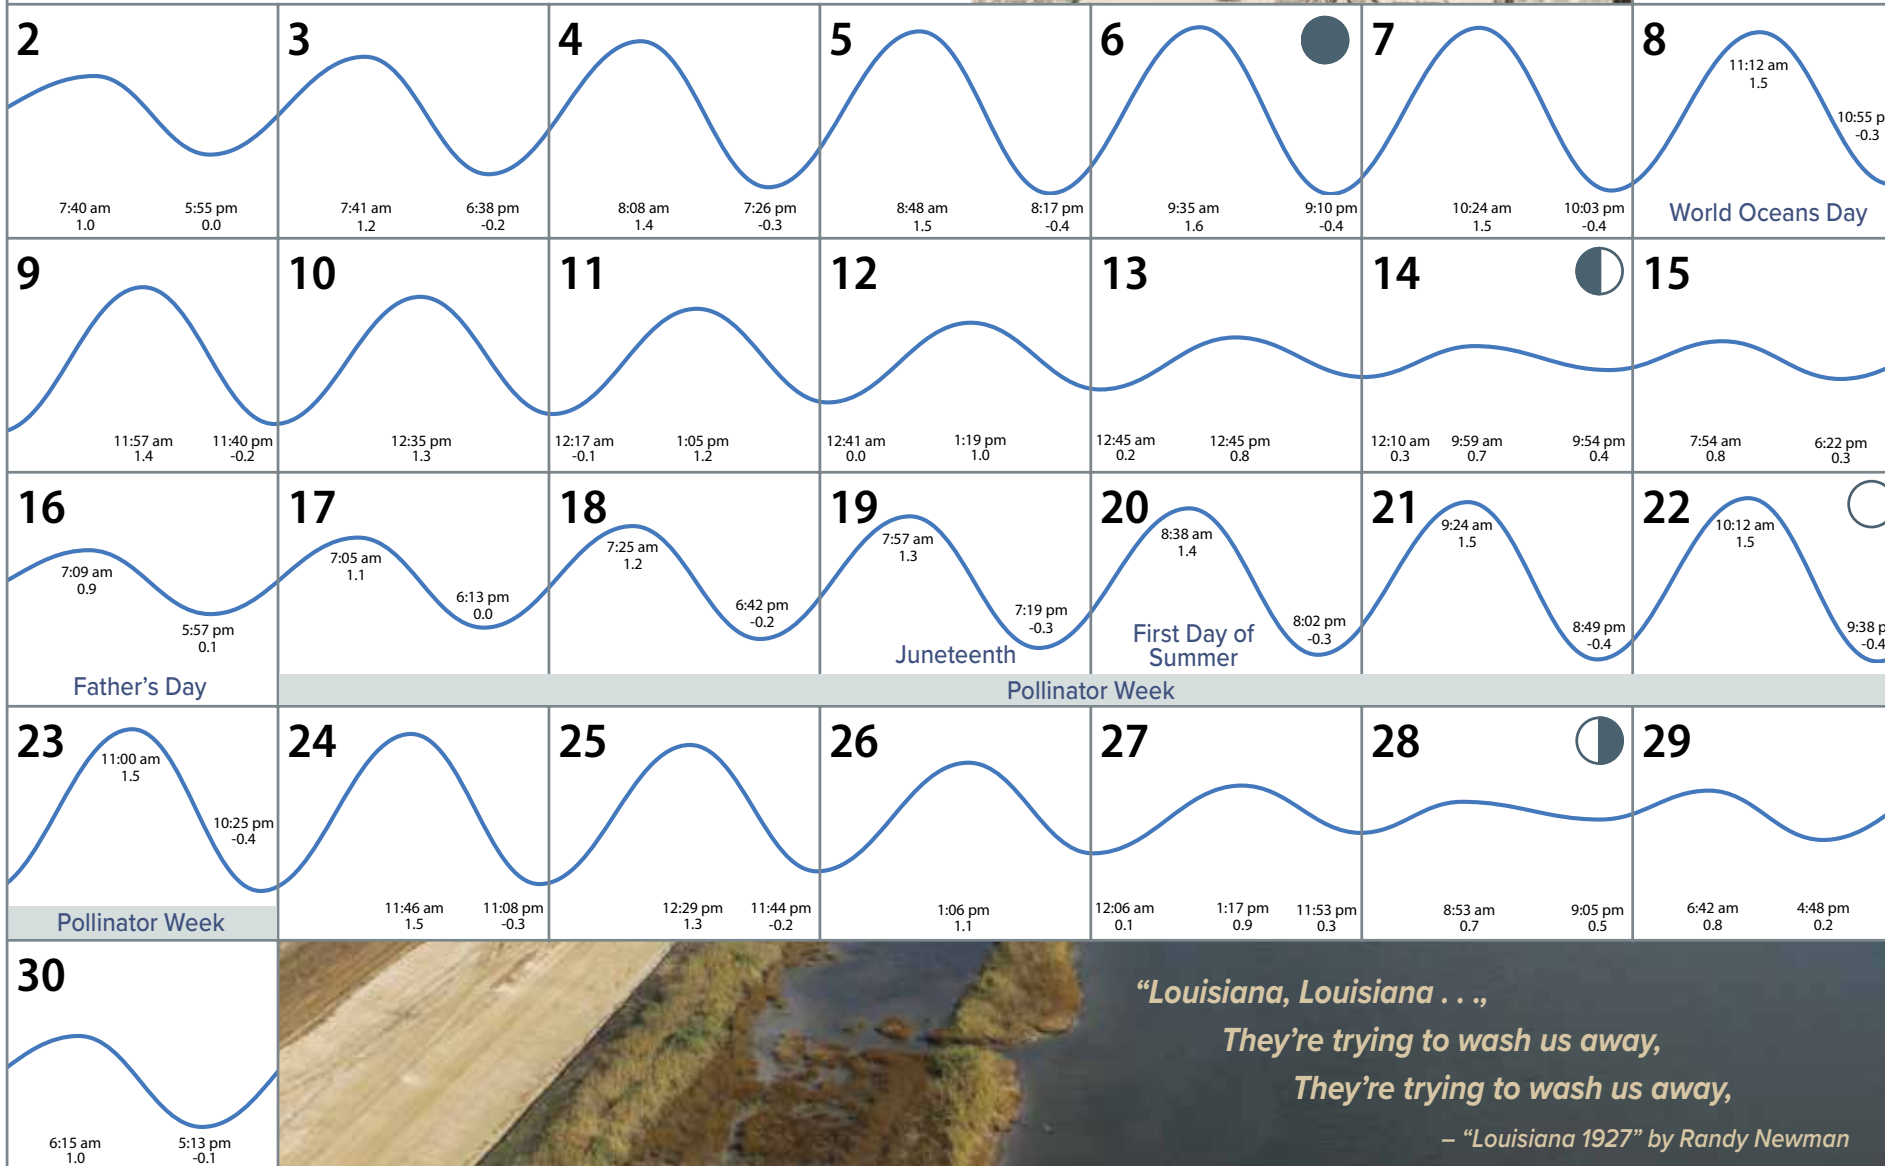 2
3
4
5
6
7
8
7:40 am
1.0
5:55 pm
0.0
7:41 am
1.2
6:38 pm
-0.2
8:08 am
1.4
7:26 pm
-0.3
8:48 am
1.5
8:17 pm
-0.4
9:35 am
1.6
9:10 pm
-0.4
10:24 am
1.5
10:03 pm
-0.4
11:12 am
1.5
10:55 p
-0.3
World Oceans Day
9
10
11
12
13
14
15
11:57 am
1.4
11:40 pm
-0.2
12:35 pm
1.3
12:17 am
-0.1
1:05 pm
1.2
12:41 am
0.0
1:19 pm
1.0
12:45 am
0.2
12:45 pm
0.8
12:10 am
0.3
9:59 am
0.7
9:54 pm
0.4
7:54 am
0.8
6:22 pm
0.3
16
17
18
19
20
21
22
7:09 am
0.9
5:57 pm
0.1
Father's Day
7:05 am
1.1
6:13 pm
0.0
7:25 am
1.2
6:42 pm
-0.2
7:57 am
1.3
7:19 pm
-0.3
Juneteenth
8:38 am
1.4
8:02 pm
-0.3
First Day of
Summer
9:24 am
1.5
8:49 pm
-0.4
10:12 am
1.5
9:38 p
-0.4
Pollinator Week
23
24
25
26
27
28
29
11:00 am
1.5
10:25 pm
-0.4
Pollinator Week
11:46 am
1.5
11:08 pm
-0.3
12:29 pm
1.3
11:44 pm
-0.2
1:06 pm
1.1
12:06 am
0.1
1:17 pm
0.9
11:53 pm
0.3
8:53 am
0.7
9:05 pm
0.5
6:42 am
0.8
4:48 pm
0.2
30
6:15 am
1.0
5:13 pm
-0.1
“Louisiana, Louisiana . . .,
They’re trying to wash us away,
They’re trying to wash us away,
– “Louisiana 1927” by Randy Newman